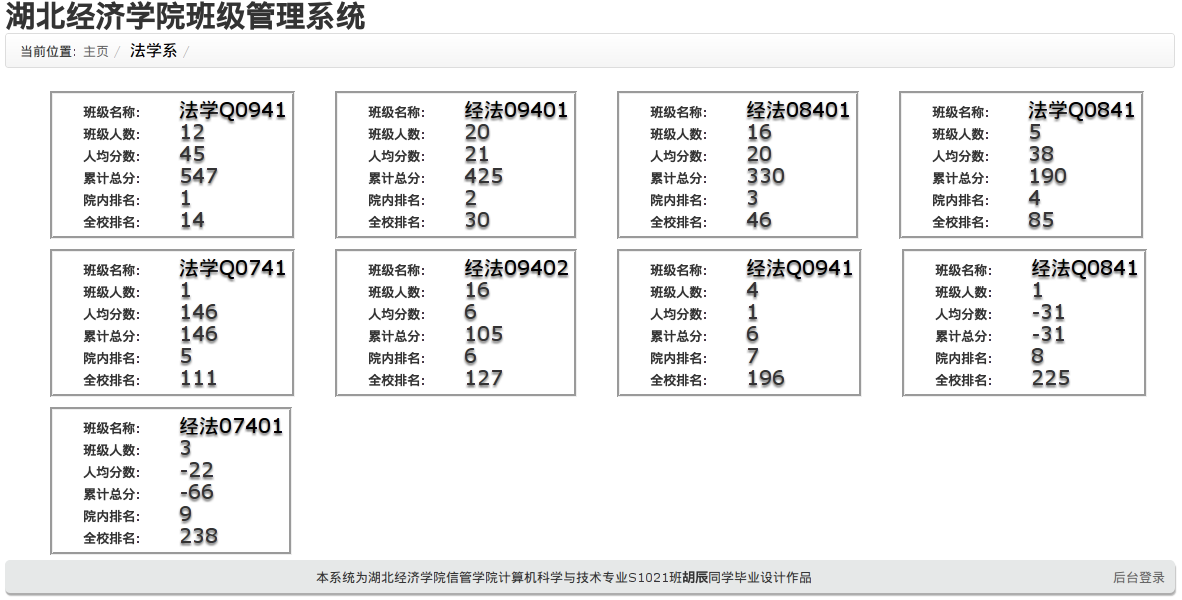 湖北经济学院班级管理系统
当前位置: 主页 / 法学系 /
班级名称: 法学Q0941
班级人数: 12
人均分数: 45
累计总分: 547
院内排名: 1
全校排名: 14
班级名称: 经法09401
班级人数: 20
人均分数: 21
累计总分: 425
院内排名: 2
全校排名: 30
班级名称: 经法08401
班级人数: 16
人均分数: 20
累计总分: 330
院内排名: 3
全校排名: 46
班级名称: 法学Q0841
班级人数: 5
人均分数: 38
累计总分: 190
院内排名: 4
全校排名: 85
班级名称: 法学Q0741
班级人数: 1
人均分数: 146
累计总分: 146
院内排名: 5
全校排名: 111
班级名称: 经法09402
班级人数: 16
人均分数: 6
累计总分: 105
院内排名: 6
全校排名: 127
班级名称: 经法Q0941
班级人数: 4
人均分数: 1
累计总分: 6
院内排名: 7
全校排名: 196
班级名称: 经法Q0841
班级人数: 1
人均分数: -31
累计总分: -31
院内排名: 8
全校排名: 225
班级名称: 经法07401
班级人数: 3
人均分数: -22
累计总分: -66
院内排名: 9
全校排名: 238
本系统为湖北经济学院信管学院计算机科学与技术专业S1021班胡辰同学毕业设计作品
后台登录